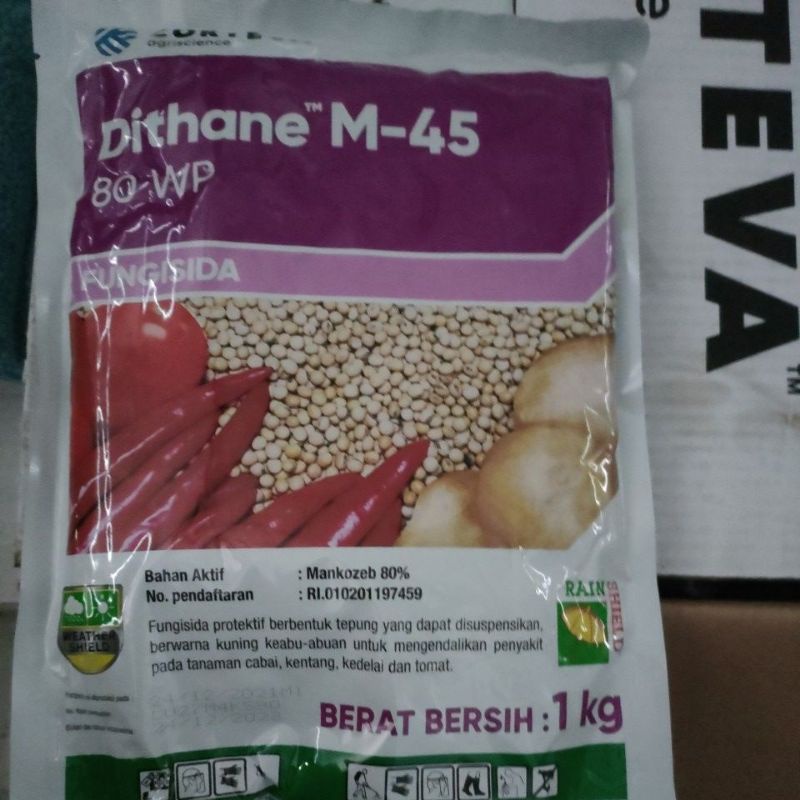 agriscience
Dithane™ M-45
80 WP
FUNGISIDA
Bahan Aktif : Mankozeb 80%
No. pendaftaran : RI.010201197459
Fungisida protektif berbentuk tepung yang dapat disuspensikan,
berwarna kuning keabu-abuan untuk mengendalikan penyakit
pada tanaman cabai, kentang, kedelai dan tomat.
WEATHER
SHIELD
RAIN
SHIELD
BERAT BERSIH : 1 kg
TEVA™